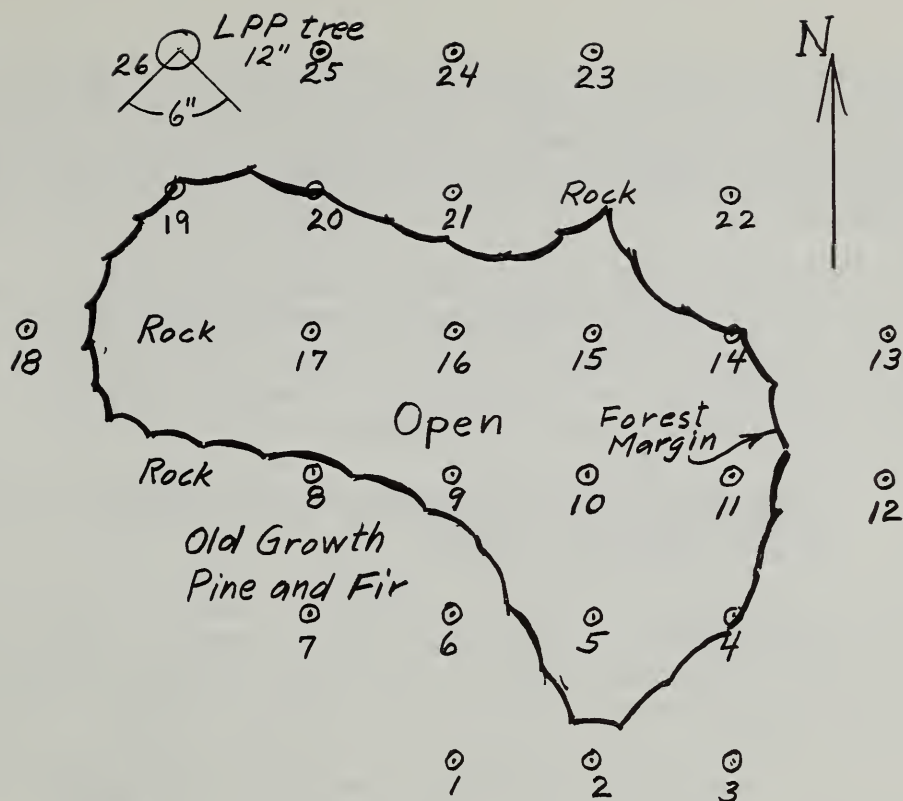 LPP tree
12"
26
6"
25
24
23
N
19
20
21
Rock
22
18
Rock
17
16
15
14
13
Open
Forest
Margin
Rock
8
9
10
11
12
Old Growth
Pine and Fir
7
6
5
4
1
2
3